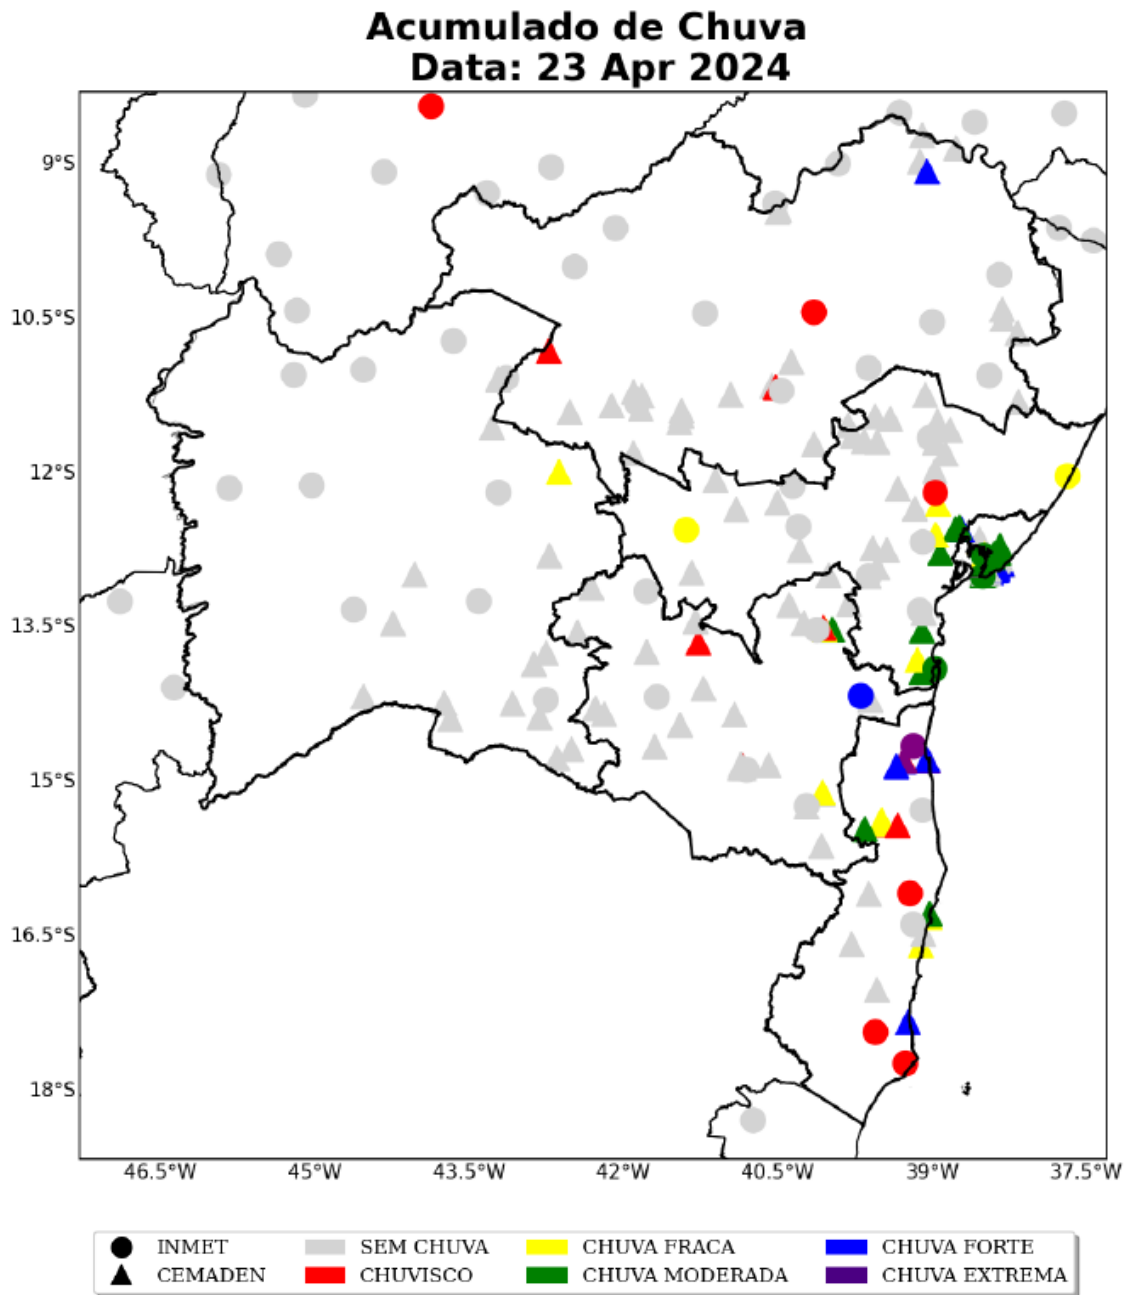 Acumulado de Chuva
Data: 23 Apr 2024
9°S
10.5°S
12°S
13.5°S
15°S
16.5°S
18°S
46.5°W 45°W 43.5°W 42°W 40.5°W 39°W 37.5°W
INMET SEM CHUVA CHUVA FRACA CHUVA FORTE
CEMADEN CHUVISCO CHUVA MODERADA CHUVA EXTREMA